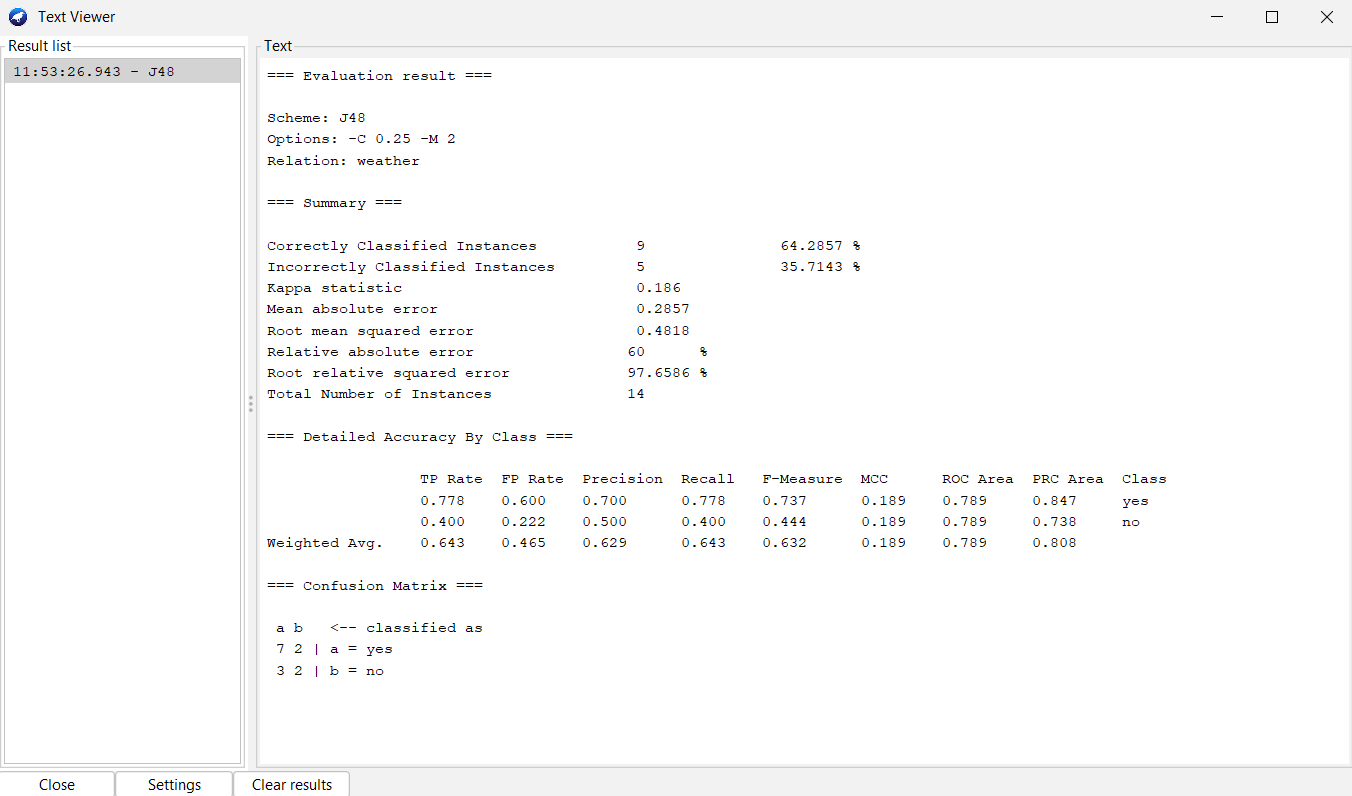 Text Viewer
Result list
11:53:26.943 - J48
Text
=== Evaluation result ===
Scheme: J48
Options: -C 0.25 -M 2
Relation: weather
=== Summary ===
Correctly Classified Instances           9               64.2857 %
Incorrectly Classified Instances         5               35.7143 %
Kappa statistic                          0.186
Mean absolute error                      0.2857
Root mean squared error                  0.4818
Relative absolute error                 60      %
Root relative squared error             97.6586 %
Total Number of Instances               14
=== Detailed Accuracy By Class ===
                 TP Rate  FP Rate  Precision  Recall   F-Measure  MCC      ROC Area  PRC Area  Class
                 0.778    0.600    0.700      0.778    0.737      0.189    0.789     0.847     yes
                 0.400    0.222    0.500      0.400    0.444      0.189    0.789     0.738     no
Weighted Avg.    0.643    0.465    0.629      0.643    0.632      0.189    0.789     0.808
=== Confusion Matrix ===
 a b   <-- classified as
 7 2 | a = yes
 3 2 | b = no
Close
Settings
Clear results